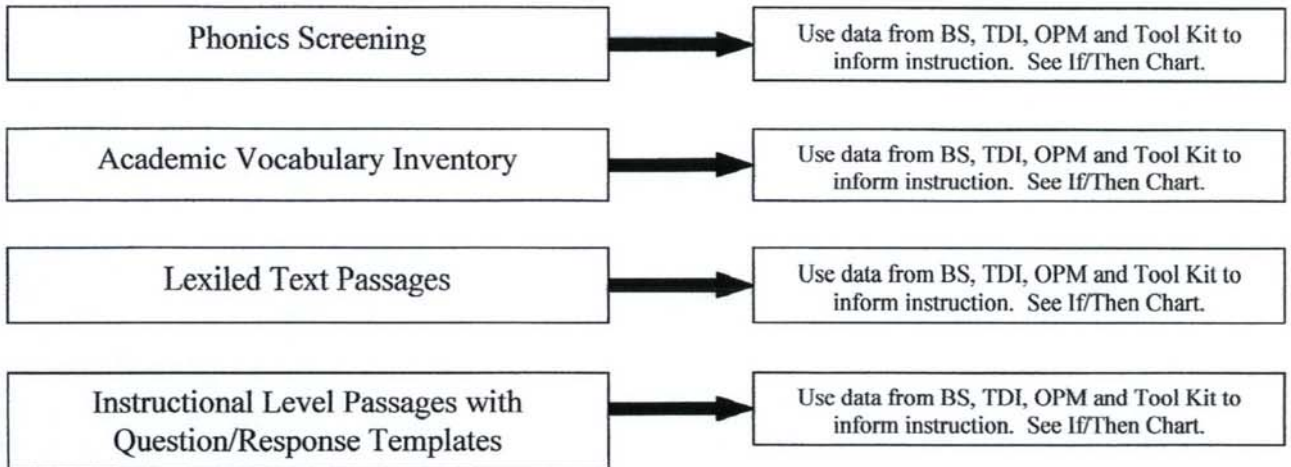 Phonics Screening
Use data from BS, TDI, OPM and Tool Kit to
inform instruction. See If/Then Chart.
Academic Vocabulary Inventory
Use data from BS, TDI, OPM and Tool Kit to
inform instruction. See If/Then Chart.
Lexiled Text Passages
Use data from BS, TDI, OPM and Tool Kit to
inform instruction. See If/Then Chart.
Instructional Level Passages with
Question/Response Templates
Use data from BS, TDI, OPM and Tool Kit to
inform instruction. See If/Then Chart.